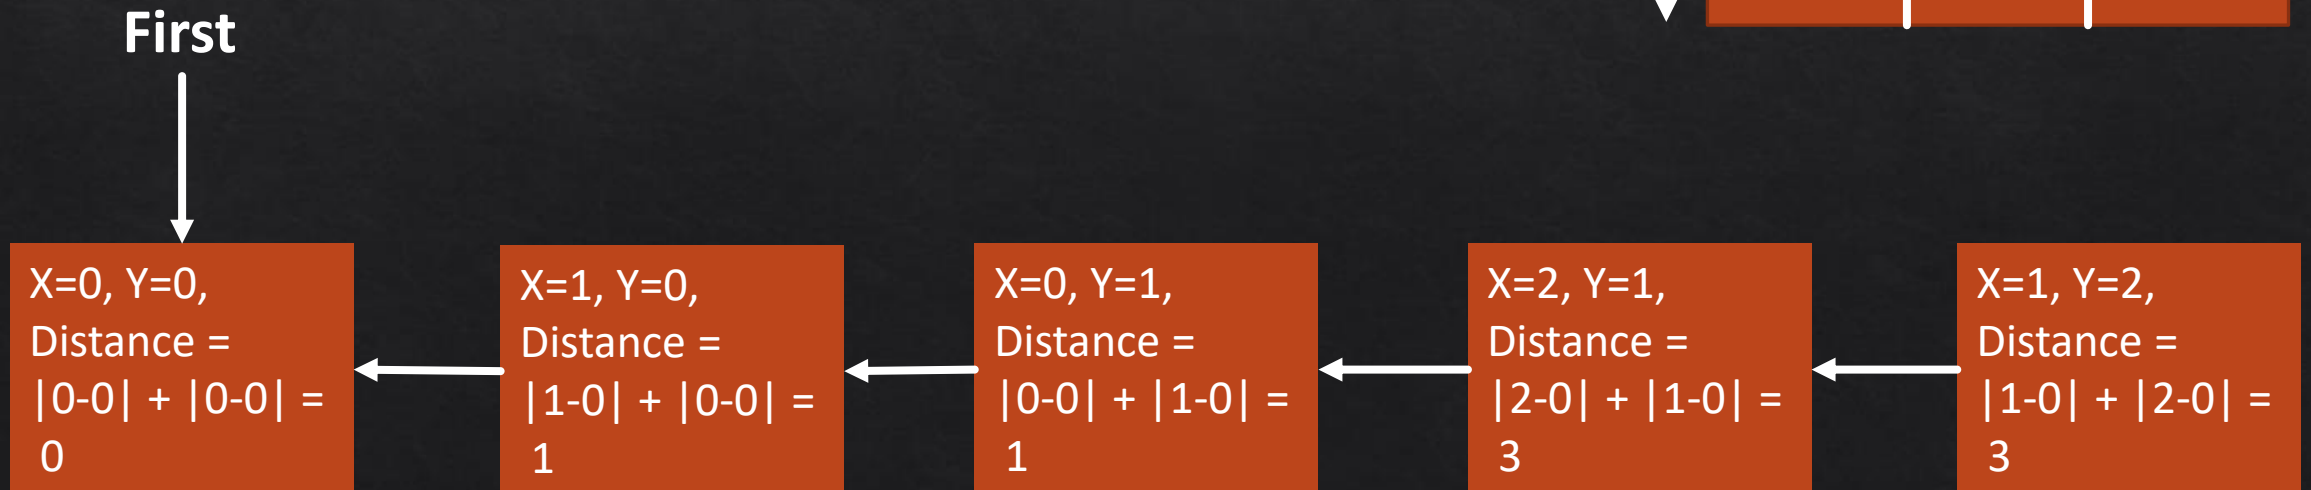 First
X=0, Y=0,
Distance =
|0-0| + |0-0| =
0
X=1, Y=0,
Distance =
|1-0| + |0-0| =
1
X=0, Y=1,
Distance =
|0-0| + |1-0| =
1
X=2, Y=1,
Distance =
|2-0| + |1-0| =
3
X=1, Y=2,
Distance =
|1-0| + |2-0| =
3